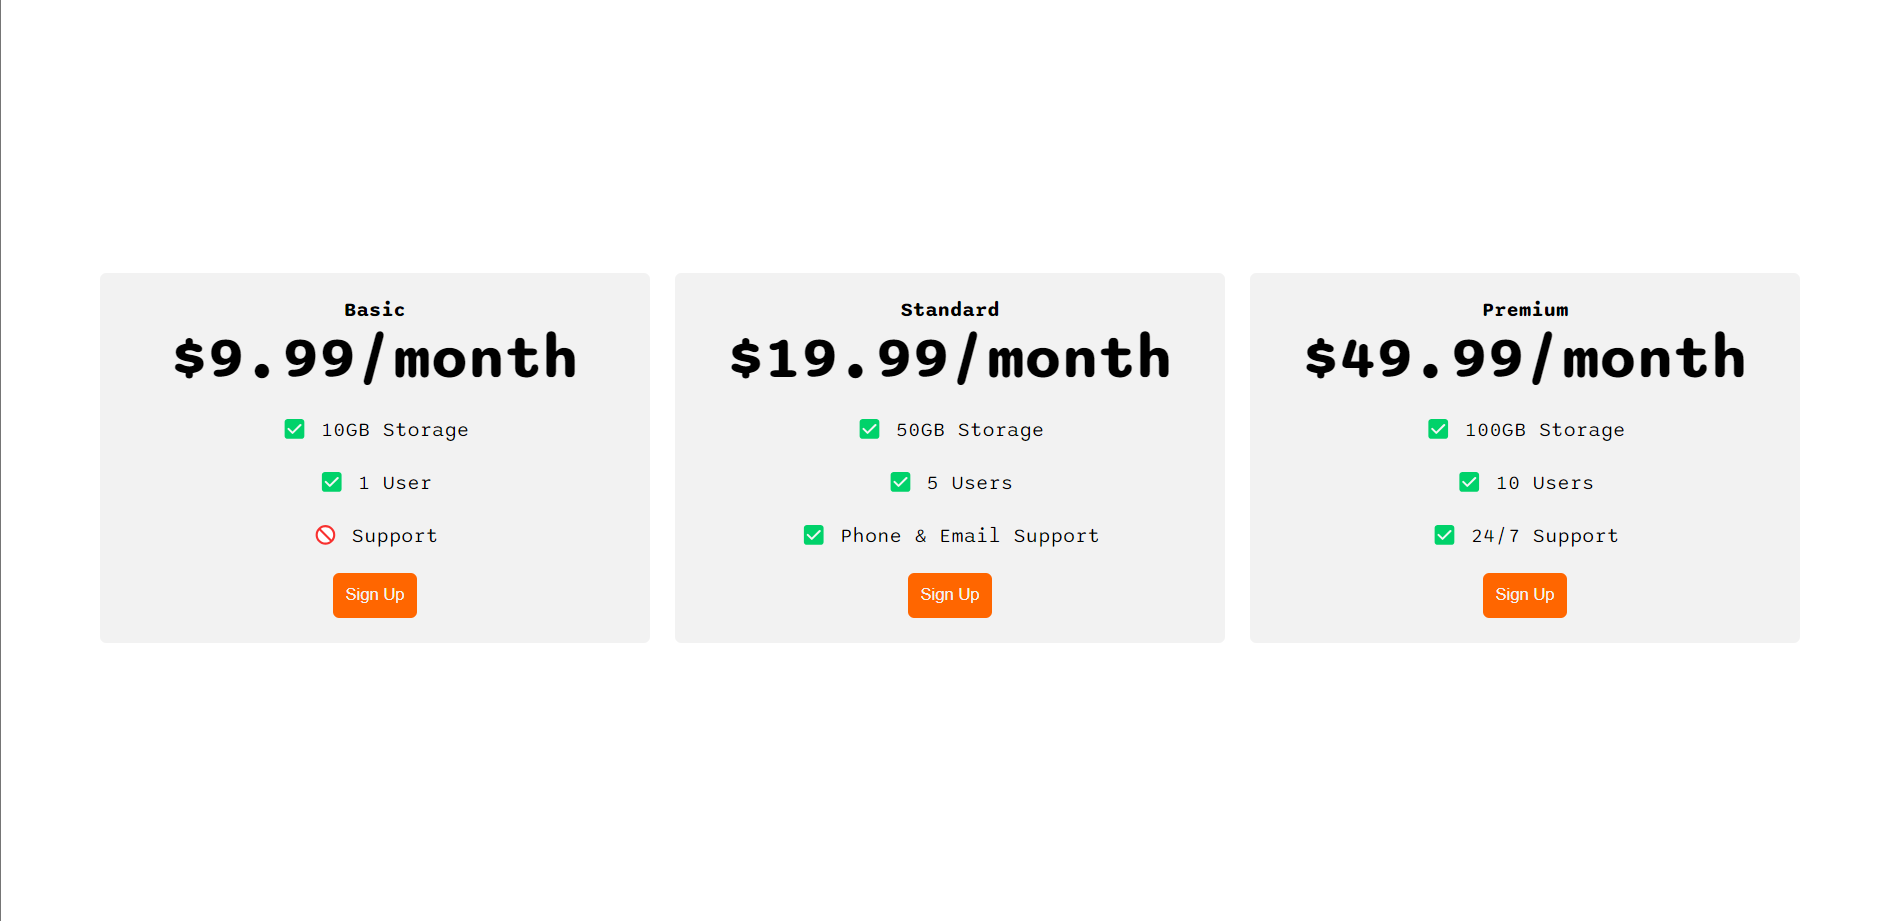 Basic
$9.99/month
10GB Storage
1 User
Support
Sign Up
Standard
$19.99/month
50GB Storage
5 Users
Phone & Email Support
Sign Up
Premium
$49.99/month
100GB Storage
10 Users
24/7 Support
Sign Up